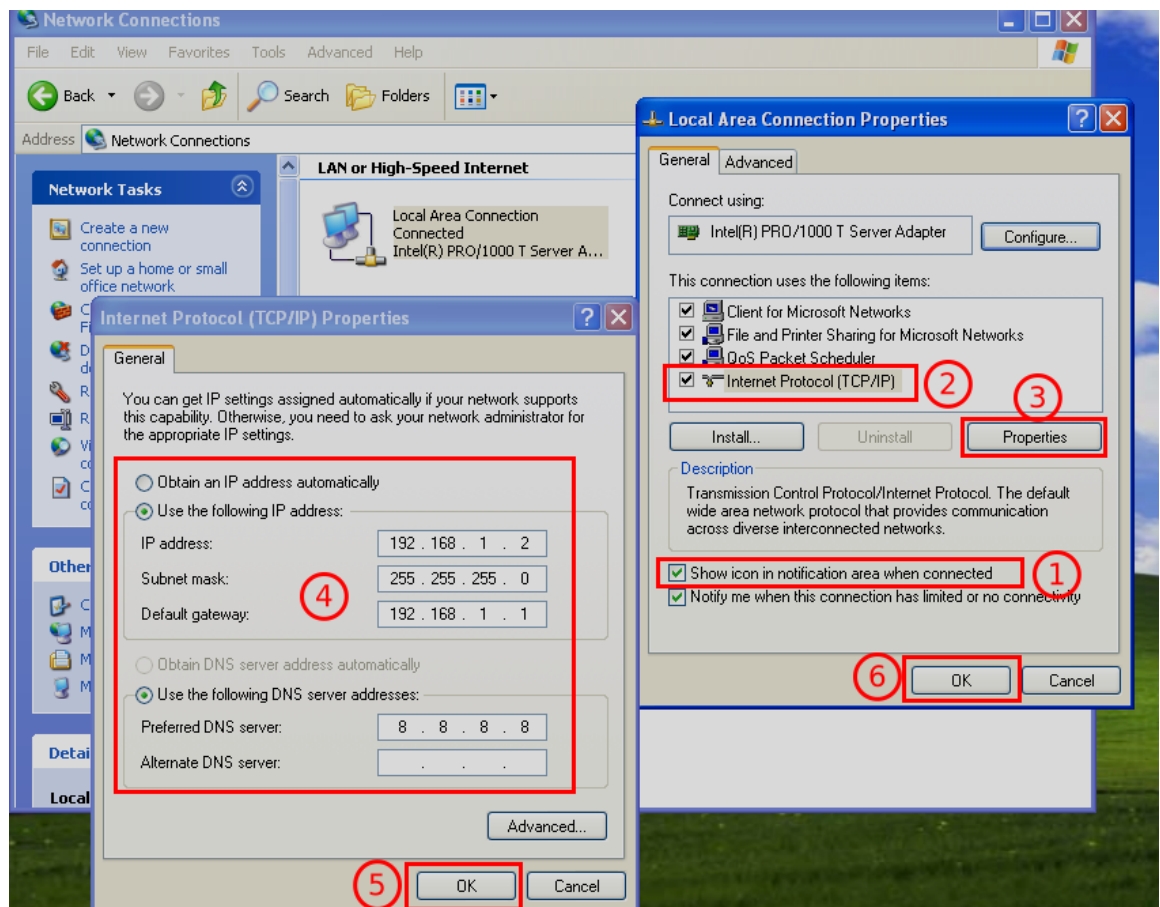 Network Connections
File Edit View Favorites Tools Advanced Help
Back Search Folders
Address Network Connections
Network Tasks
Create a new
connection
Set up a home or small
office network
LAN or High-Speed Internet
Local Area Connection
Connected
Intel(R) PRO/1000 T Server A...
Other
Detai
Local
Local Area Connection Properties
General Advanced
Connect using:
Intel(R) PRO/1000 T Server Adapter Configure...
This connection uses the following items:
Client for Microsoft Networks
File and Printer Sharing for Microsoft Networks
QoS Packet Scheduler
Internet Protocol (TCP/IP) 2
3
Install... Uninstall Properties
Description
Transmission Control Protocol/Internet Protocol. The default
wide area network protocol that provides communication
across diverse interconnected networks.
Show icon in notification area when connected 1
Notify me when this connection has limited or no connectivity
6 OK Cancel
Internet Protocol (TCP/IP) Properties
General
You can get IP settings assigned automatically if your network supports
this capability. Otherwise, you need to ask your network administrator for
the appropriate IP settings.
Obtain an IP address automatically
Use the following IP address:
IP address: 192 . 168 . 1 . 2
Subnet mask: 255 . 255 . 255 . 0
4
Default gateway: 192 . 168 . 1 . 1
Obtain DNS server address automatically
Use the following DNS server addresses:
Preferred DNS server: 8 . 8 . 8 . 8
Alternate DNS server: . . .
Advanced...
5 OK Cancel